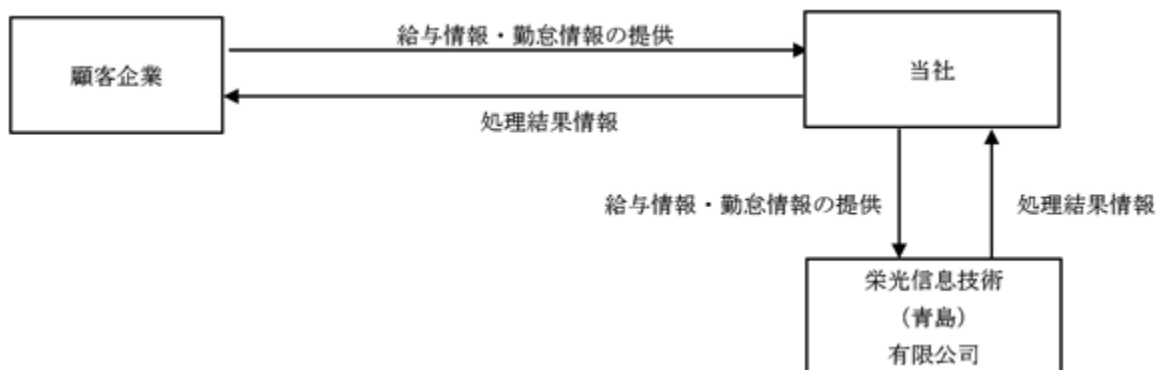 給与情報・勤怠情報の提供
顧客企業
当社
処理結果情報
給与情報・勤怠情報の提供
処理結果情報
栄光信息技術
（青島）
有限公司